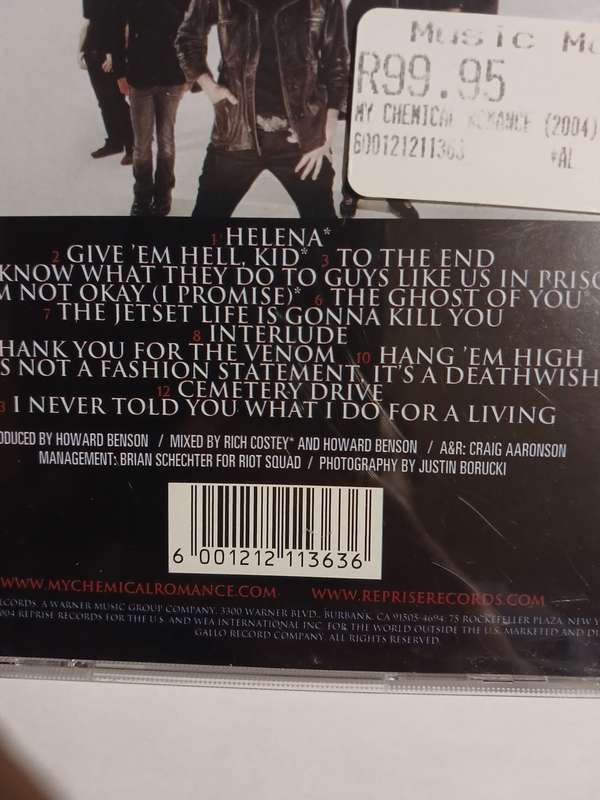 Music Mu
R99.95
MY CHEMICAL ROMANCE (2004)
600121211363 *AL
1 HELENA*
2 GIVE 'EM HELL, KID* 3 TO THE END
KNOW WHAT THEY DO TO GUYS LIKE US IN PRISO
M NOT OKAY (I PROMISE)* 6 THE GHOST OF YOU*
7 THE JETSET LIFE IS GONNA KILL YOU
8 INTERLUDE
HANK YOU FOR THE VENOM 10 HANG 'EM HIGH
S NOT A FASHION STATEMENT, IT'S A DEATHWISH
12 CEMETERY DRIVE
3 I NEVER TOLD YOU WHAT I DO FOR A LIVING
ODUCED BY HOWARD BENSON / MIXED BY RICH COSTEY* AND HOWARD BENSON / A&R: CRAIG AARONSON
MANAGEMENT: BRIAN SCHECHTER FOR RIOT SQUAD / PHOTOGRAPHY BY JUSTIN BORUCKI
6 001212 113636
WWW.MYCHEMICALROMANCE.COM WWW.REPRISERECORDS.COM
ECORDS. A WARNER MUSIC GROUP COMPANY. 3300 WARNER BLVD., BURBANK, CA 91505-4694; 75 ROCKEFELLER PLAZA, NEW Y
004 REPRISE RECORDS FOR THE U.S. AND WEA INTERNATIONAL INC. FOR THE WORLD OUTSIDE THE U.S. MARKETED AND DI
GALLO RECORD COMPANY. ALL RIGHTS RESERVED.